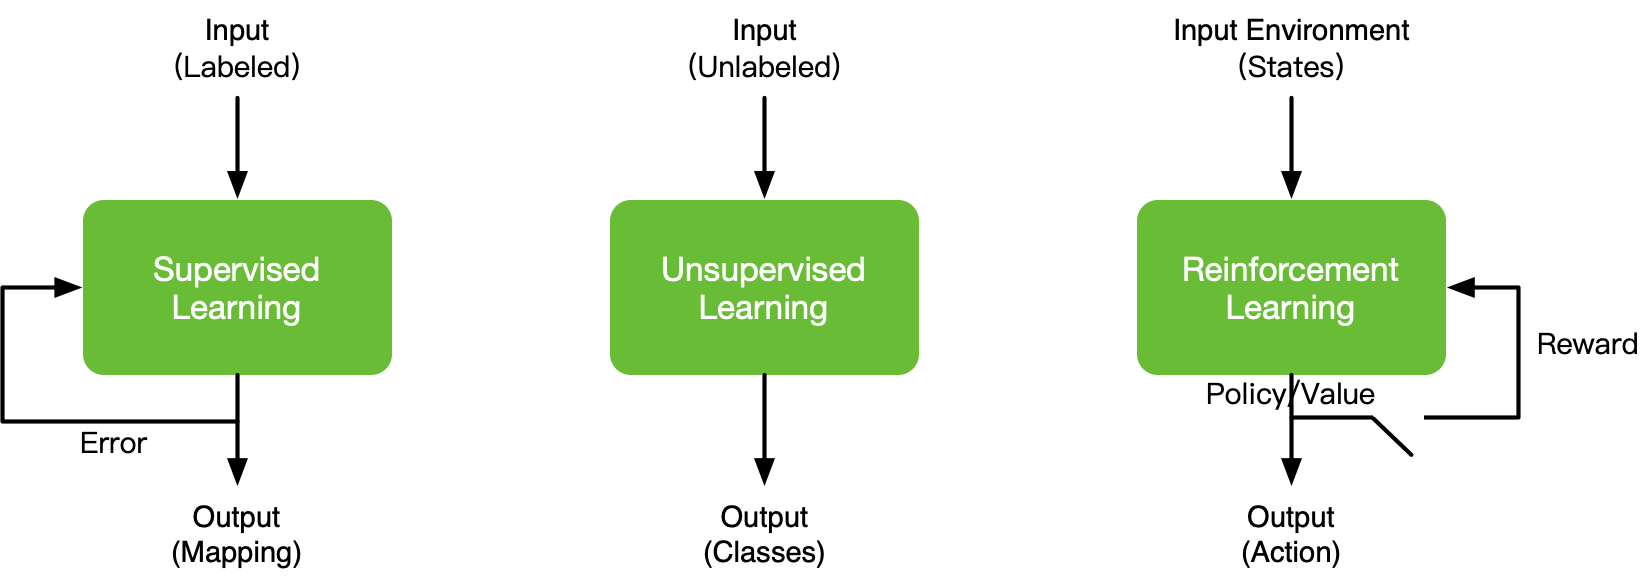 Input
(Labeled)
Supervised
Learning
Error
Output
(Mapping)
Input
(Unlabeled)
Unsupervised
Learning
Output
(Classes)
Input Environment
(States)
Reinforcement
Learning
Reward
Policy/Value
Output
(Action)